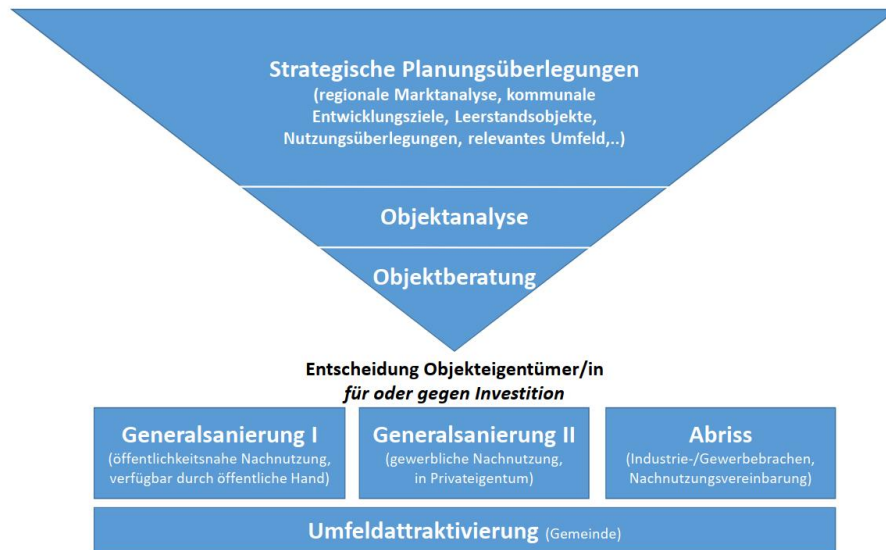 Strategische Planungsüberlegungen
(regionale Marktanalyse, kommunale
Entwicklungsziele, Leerstandsobjekte,
Nutzungsüberlegungen, relevantes Umfeld,..)
Objektanalyse
Objektberatung
Entscheidung Objekteigentümer/in
für oder gegen Investition
Generalsanierung I
(öffentlichkeitsnahe Nachnutzung,
verfügbar durch öffentliche Hand)
Generalsanierung II
(gewerbliche Nachnutzung,
in Privateigentum)
Abriss
(Industrie-/Gewerbebrachen,
Nachnutzungsvereinbarung)
Umfeldattraktivierung (Gemeinde)